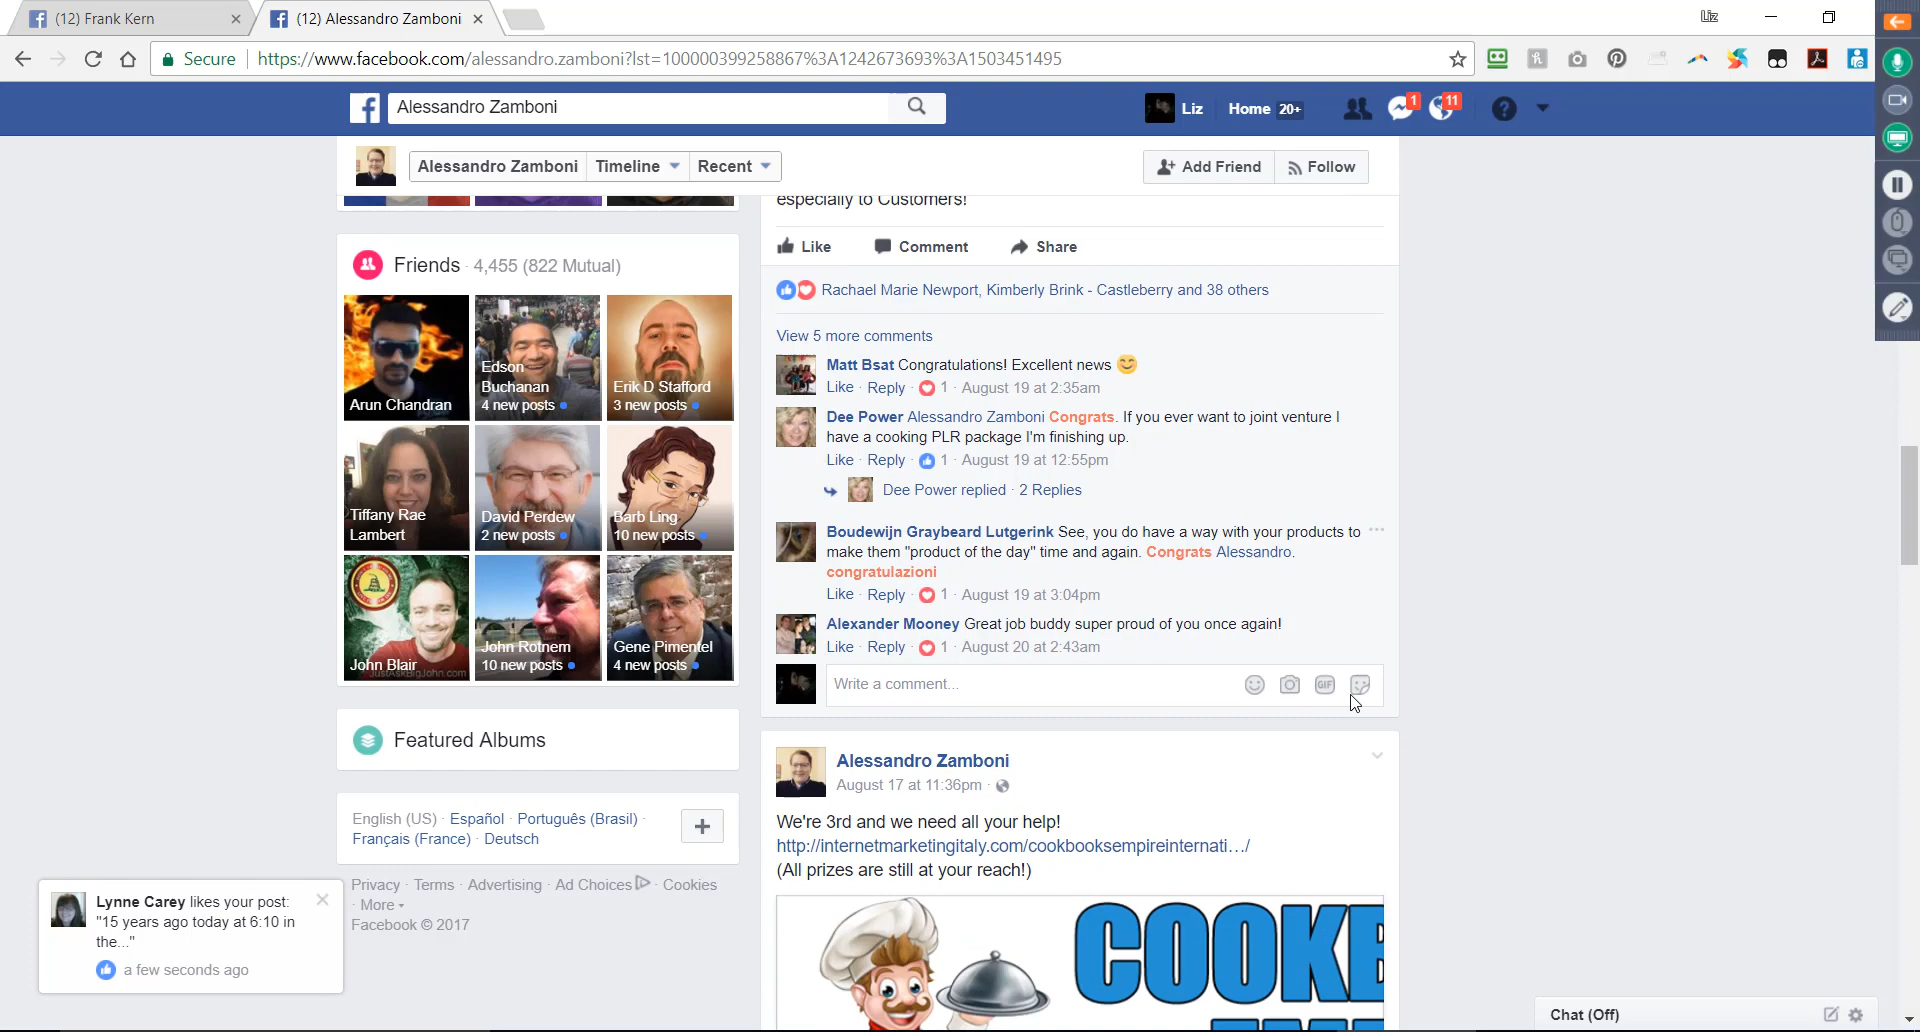 (12) Frank Kern
(12) Alessandro Zamboni
Liz
Secure
https://www.facebook.com/alessandro.zamboni?lst=100000399258867%3A1242673693%3A1503451495
Alessandro Zamboni
Liz
Home 20+
1
11
Alessandro Zamboni
Timeline
Recent
Add Friend
Follow
Friends · 4,455 (822 Mutual)
Arun Chandran
Edson
Buchanan
4 new posts
Erik D Stafford
3 new posts
Tiffany Rae
Lambert
David Perdew
2 new posts
Barb Ling
10 new posts
John Blair
JustAskBigJohn.com
John Rotnem
10 new posts
Gene Pimentel
4 new posts
Featured Albums
English (US) · Español · Português (Brasil) ·
Français (France) · Deutsch
Privacy · Terms · Advertising · Ad Choices · Cookies
· More
Facebook © 2017
Lynne Carey likes your post:
"15 years ago today at 6:10 in
the..."
a few seconds ago
especially to Customers!
Like
Comment
Share
Rachael Marie Newport, Kimberly Brink - Castleberry and 38 others
View 5 more comments
Matt Bsat Congratulations! Excellent news 😊
Like · Reply · 1 · August 19 at 2:35am
Dee Power Alessandro Zamboni Congrats. If you ever want to joint venture I
have a cooking PLR package I'm finishing up.
Like · Reply · 1 · August 19 at 12:55pm
Dee Power replied · 2 Replies
Boudewijn Graybeard Lutgerink See, you do have a way with your products to
make them "product of the day" time and again. Congrats Alessandro.
congratulazioni
Like · Reply · 1 · August 19 at 3:04pm
Alexander Mooney Great job buddy super proud of you once again!
Like · Reply · 1 · August 20 at 2:43am
Write a comment...
GIF
Alessandro Zamboni
August 17 at 11:36pm ·
We're 3rd and we need all your help!
http://internetmarketingitaly.com/cookbooksempireinternati…/
(All prizes are still at your reach!)
COOKB
Chat (Off)